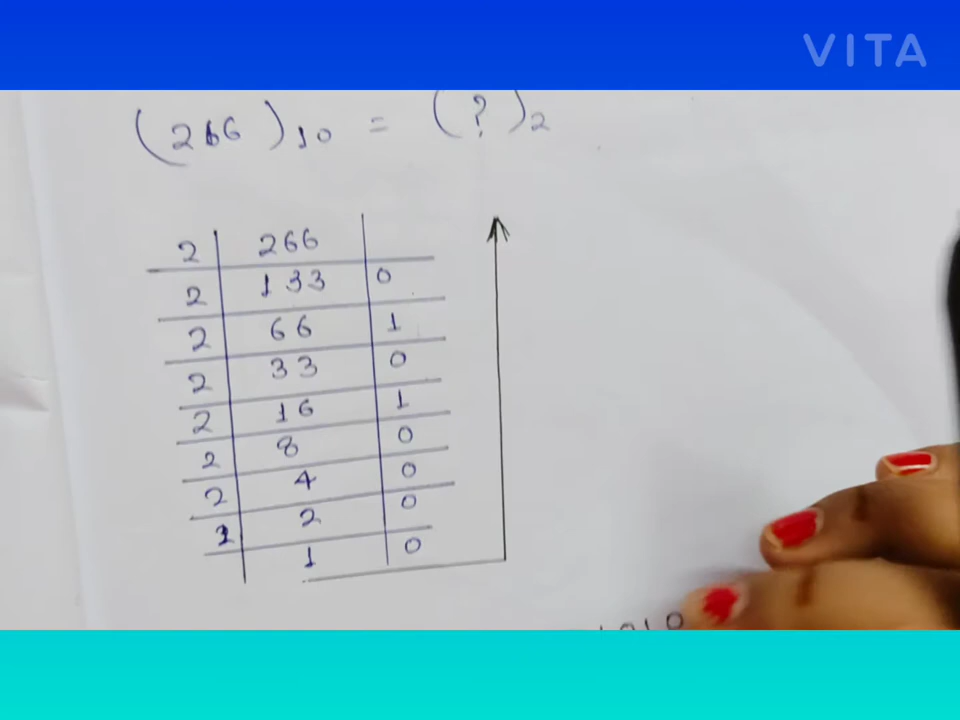 VITA
(266)10 = (?)2
2 266
2 133 0
2 66 1
2 33 0
2 16 1
2 8 0
2 4 0
2 2 0
1 0
1010